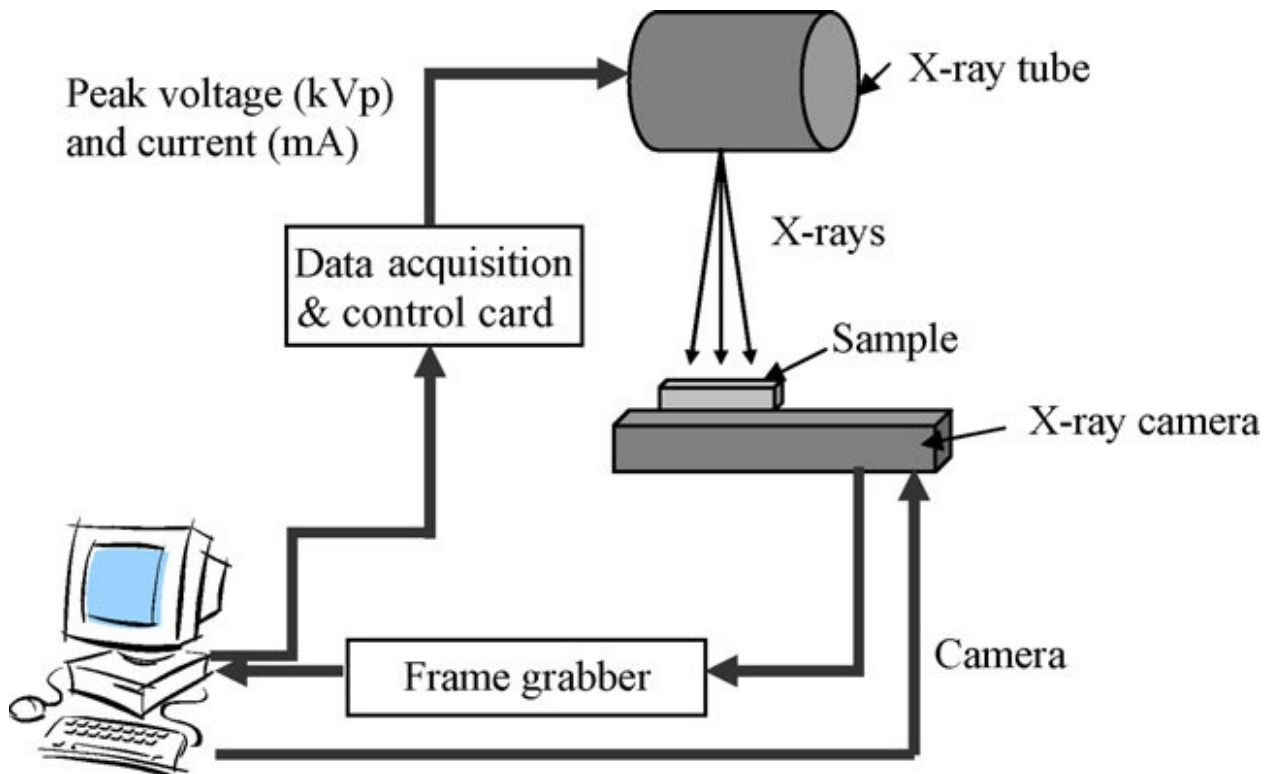 Peak voltage (kVp)
and current (mA)
X-ray tube
X-rays
Data acquisition
& control card
Sample
X-ray camera
Frame grabber
Camera